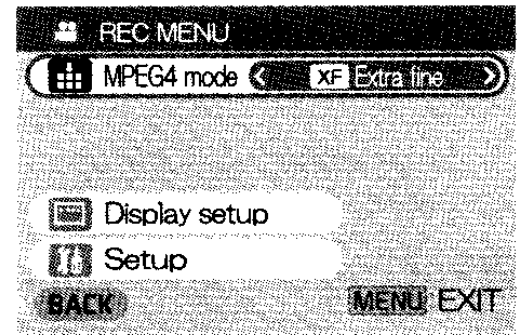 REC MENU
MPEG4 mode XF Extra fine
Display setup
Setup
BACK MENU EXIT